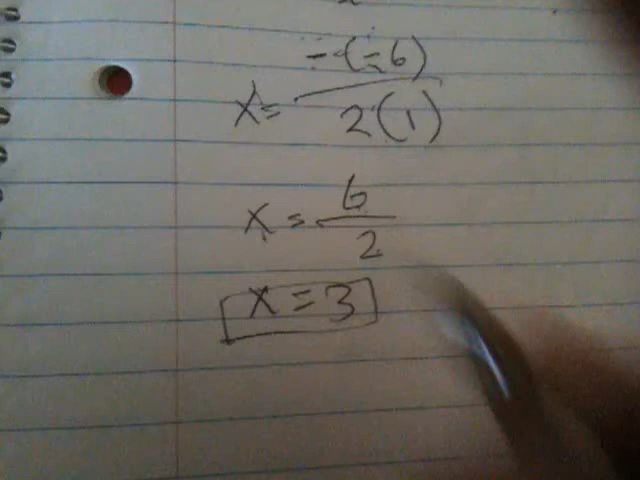 x = -(-6) / 2(1)
x = 6 / 2
x = 3